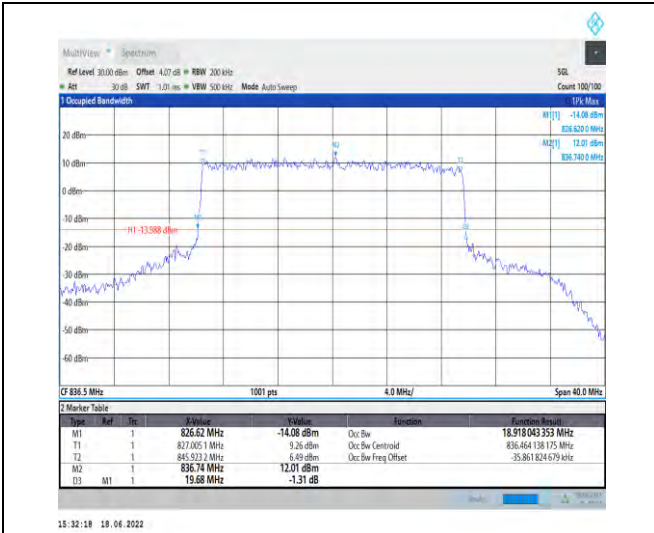 MultiView Spectrum
Ref Level 30.00 dBm Offset 4.07 dB RBW 200 kHz SGL
Att 30 dB SWT 1.01 ms VBW 500 kHz Mode Auto Sweep Count 100/100
1 Occupied Bandwidth 1Pk Max
M1[1] -14.08 dBm
826.620 0 MHz
M2[1] 12.01 dBm
836.740 0 MHz
20 dBm
10 dBm
0 dBm
-10 dBm
H1 -13.988 dBm
-20 dBm
-30 dBm
-40 dBm
-50 dBm
-60 dBm
M2
T1
CF 836.5 MHz 1001 pts 4.0 MHz/ Span 40.0 MHz
2 Marker Table
Type Ref Trc X-Value Y-Value Function Function Result
M1 1 826.62 MHz -14.08 dBm Occ Bw 18.918 043 353 MHz
T1 1 827.005 1 MHz 9.26 dBm Occ Bw Centroid 836.464 138 175 MHz
T2 1 845.923 2 MHz 6.49 dBm Occ Bw Freq Offset -35.861 824 679 kHz
M2 1 836.74 MHz 12.01 dBm
D3 M1 1 19.68 MHz -1.31 dB
15:32:18 18.06.2022